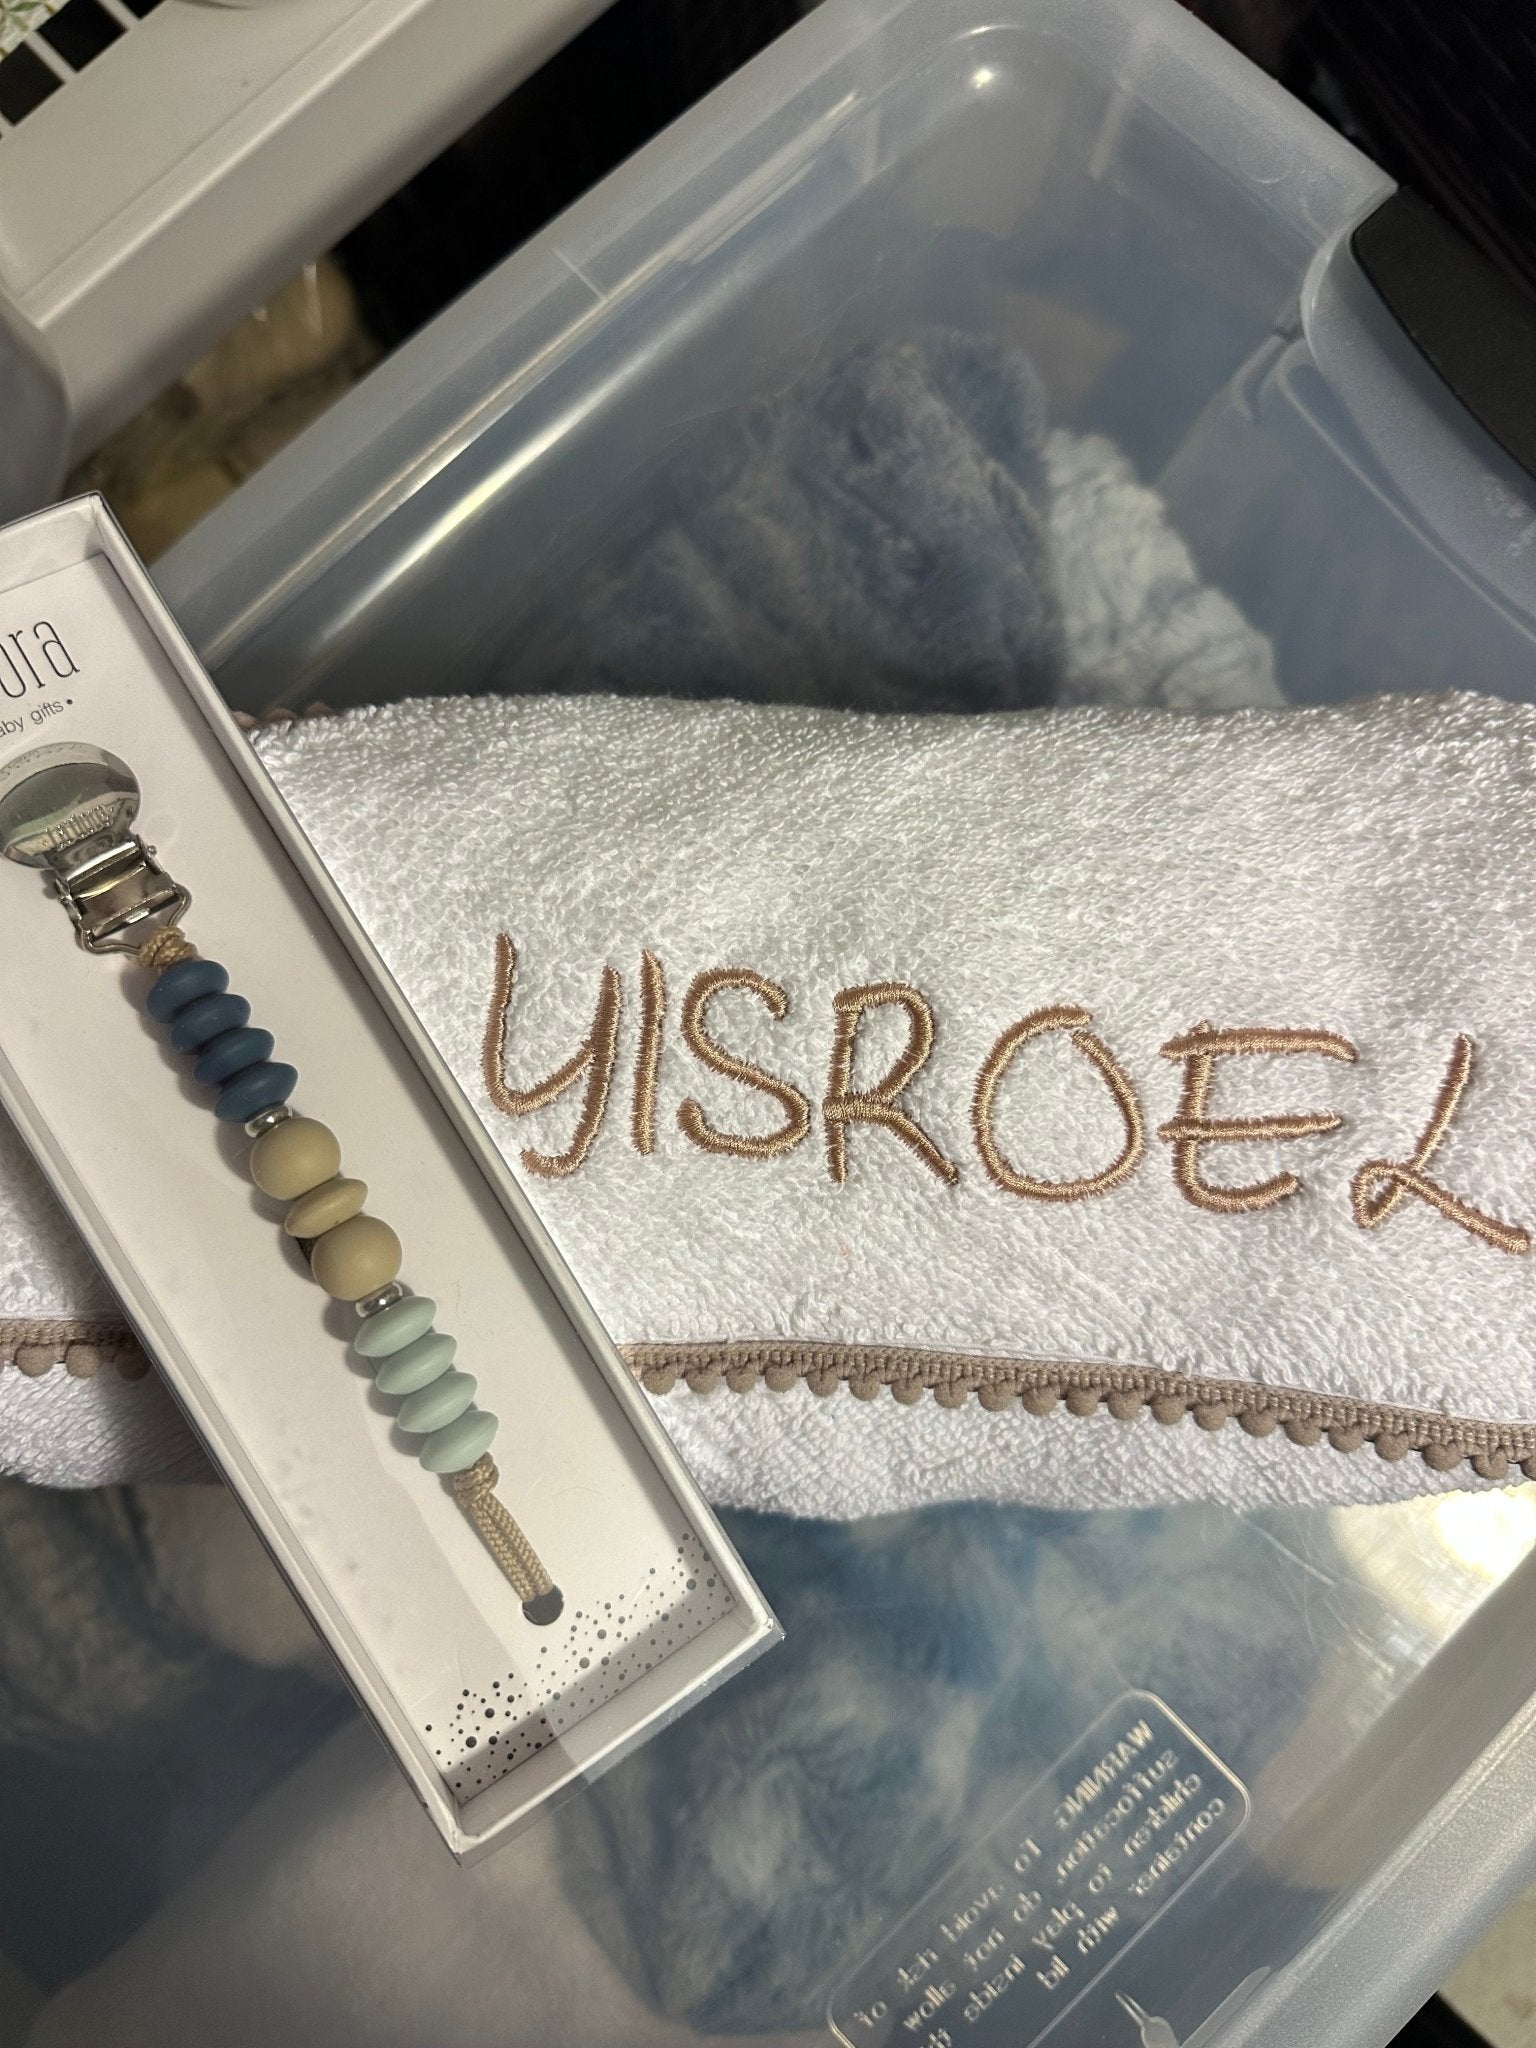 ura
aby gifts•
YISROEL
WARNING: To avoid risk of
suffocation, do not allow
children to play inside th
container with lid